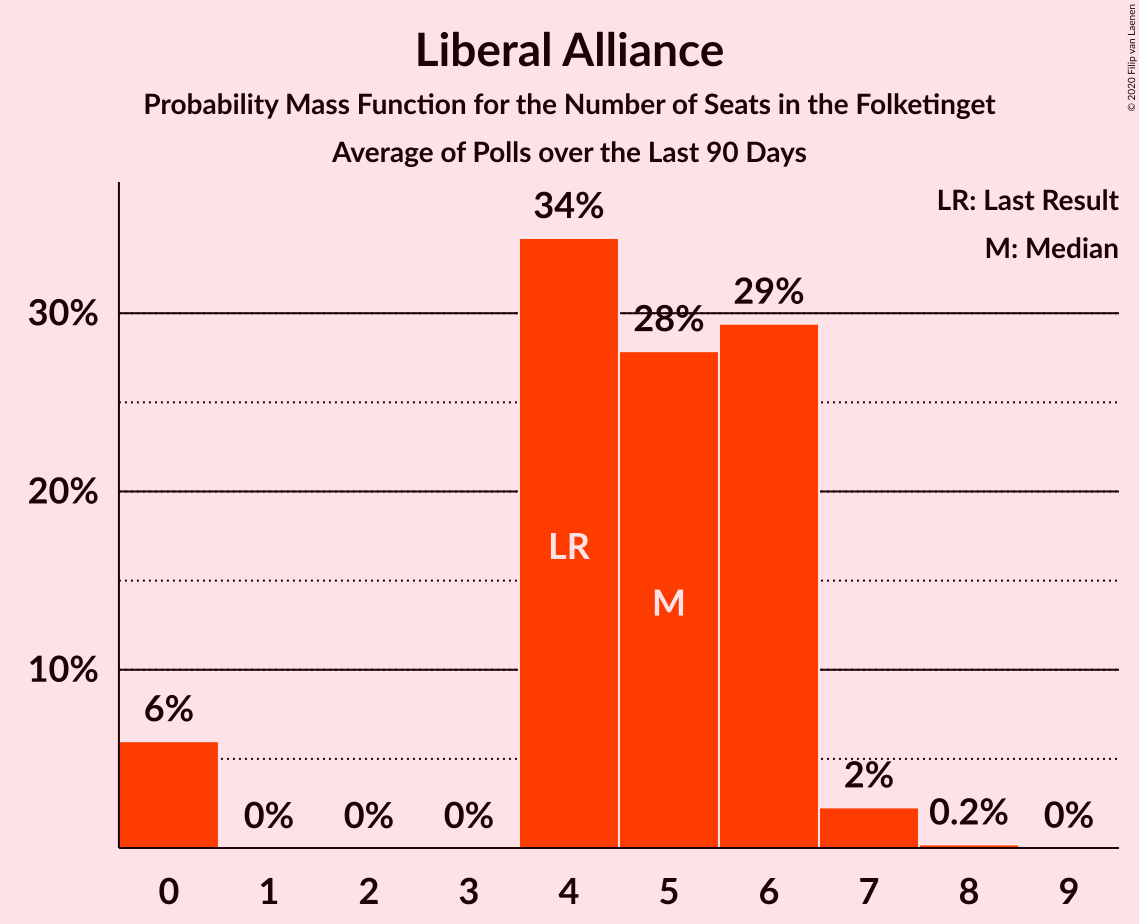 Liberal Alliance
Probability Mass Function for the Number of Seats in the Folketinget
Average of Polls over the Last 90 Days
© 2020 Filip van Laenen
LR: Last Result
M: Median
30%
20%
10%
6%
0%
0%
0%
34%
28%
29%
2%
0.2%
0%
LR
M
0 1 2 3 4 5 6 7 8 9